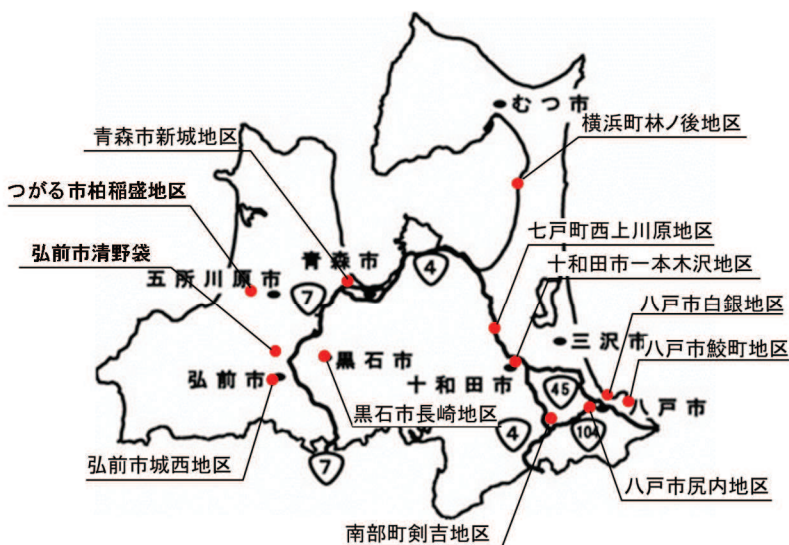 むつ市
横浜町林ノ後地区
青森市新城地区
つがる市柏稲盛地区
七戸町西上川原地区
弘前市清野袋
青森市
4
十和田市一本木沢地区
五所川原市
7
八戸市白銀地区
三沢市
八戸市鮫町地区
黒石市
弘前市
十和田市
45
八戸市
黒石市長崎地区
4
104
弘前市城西地区
7
八戸市尻内地区
南部町剣吉地区